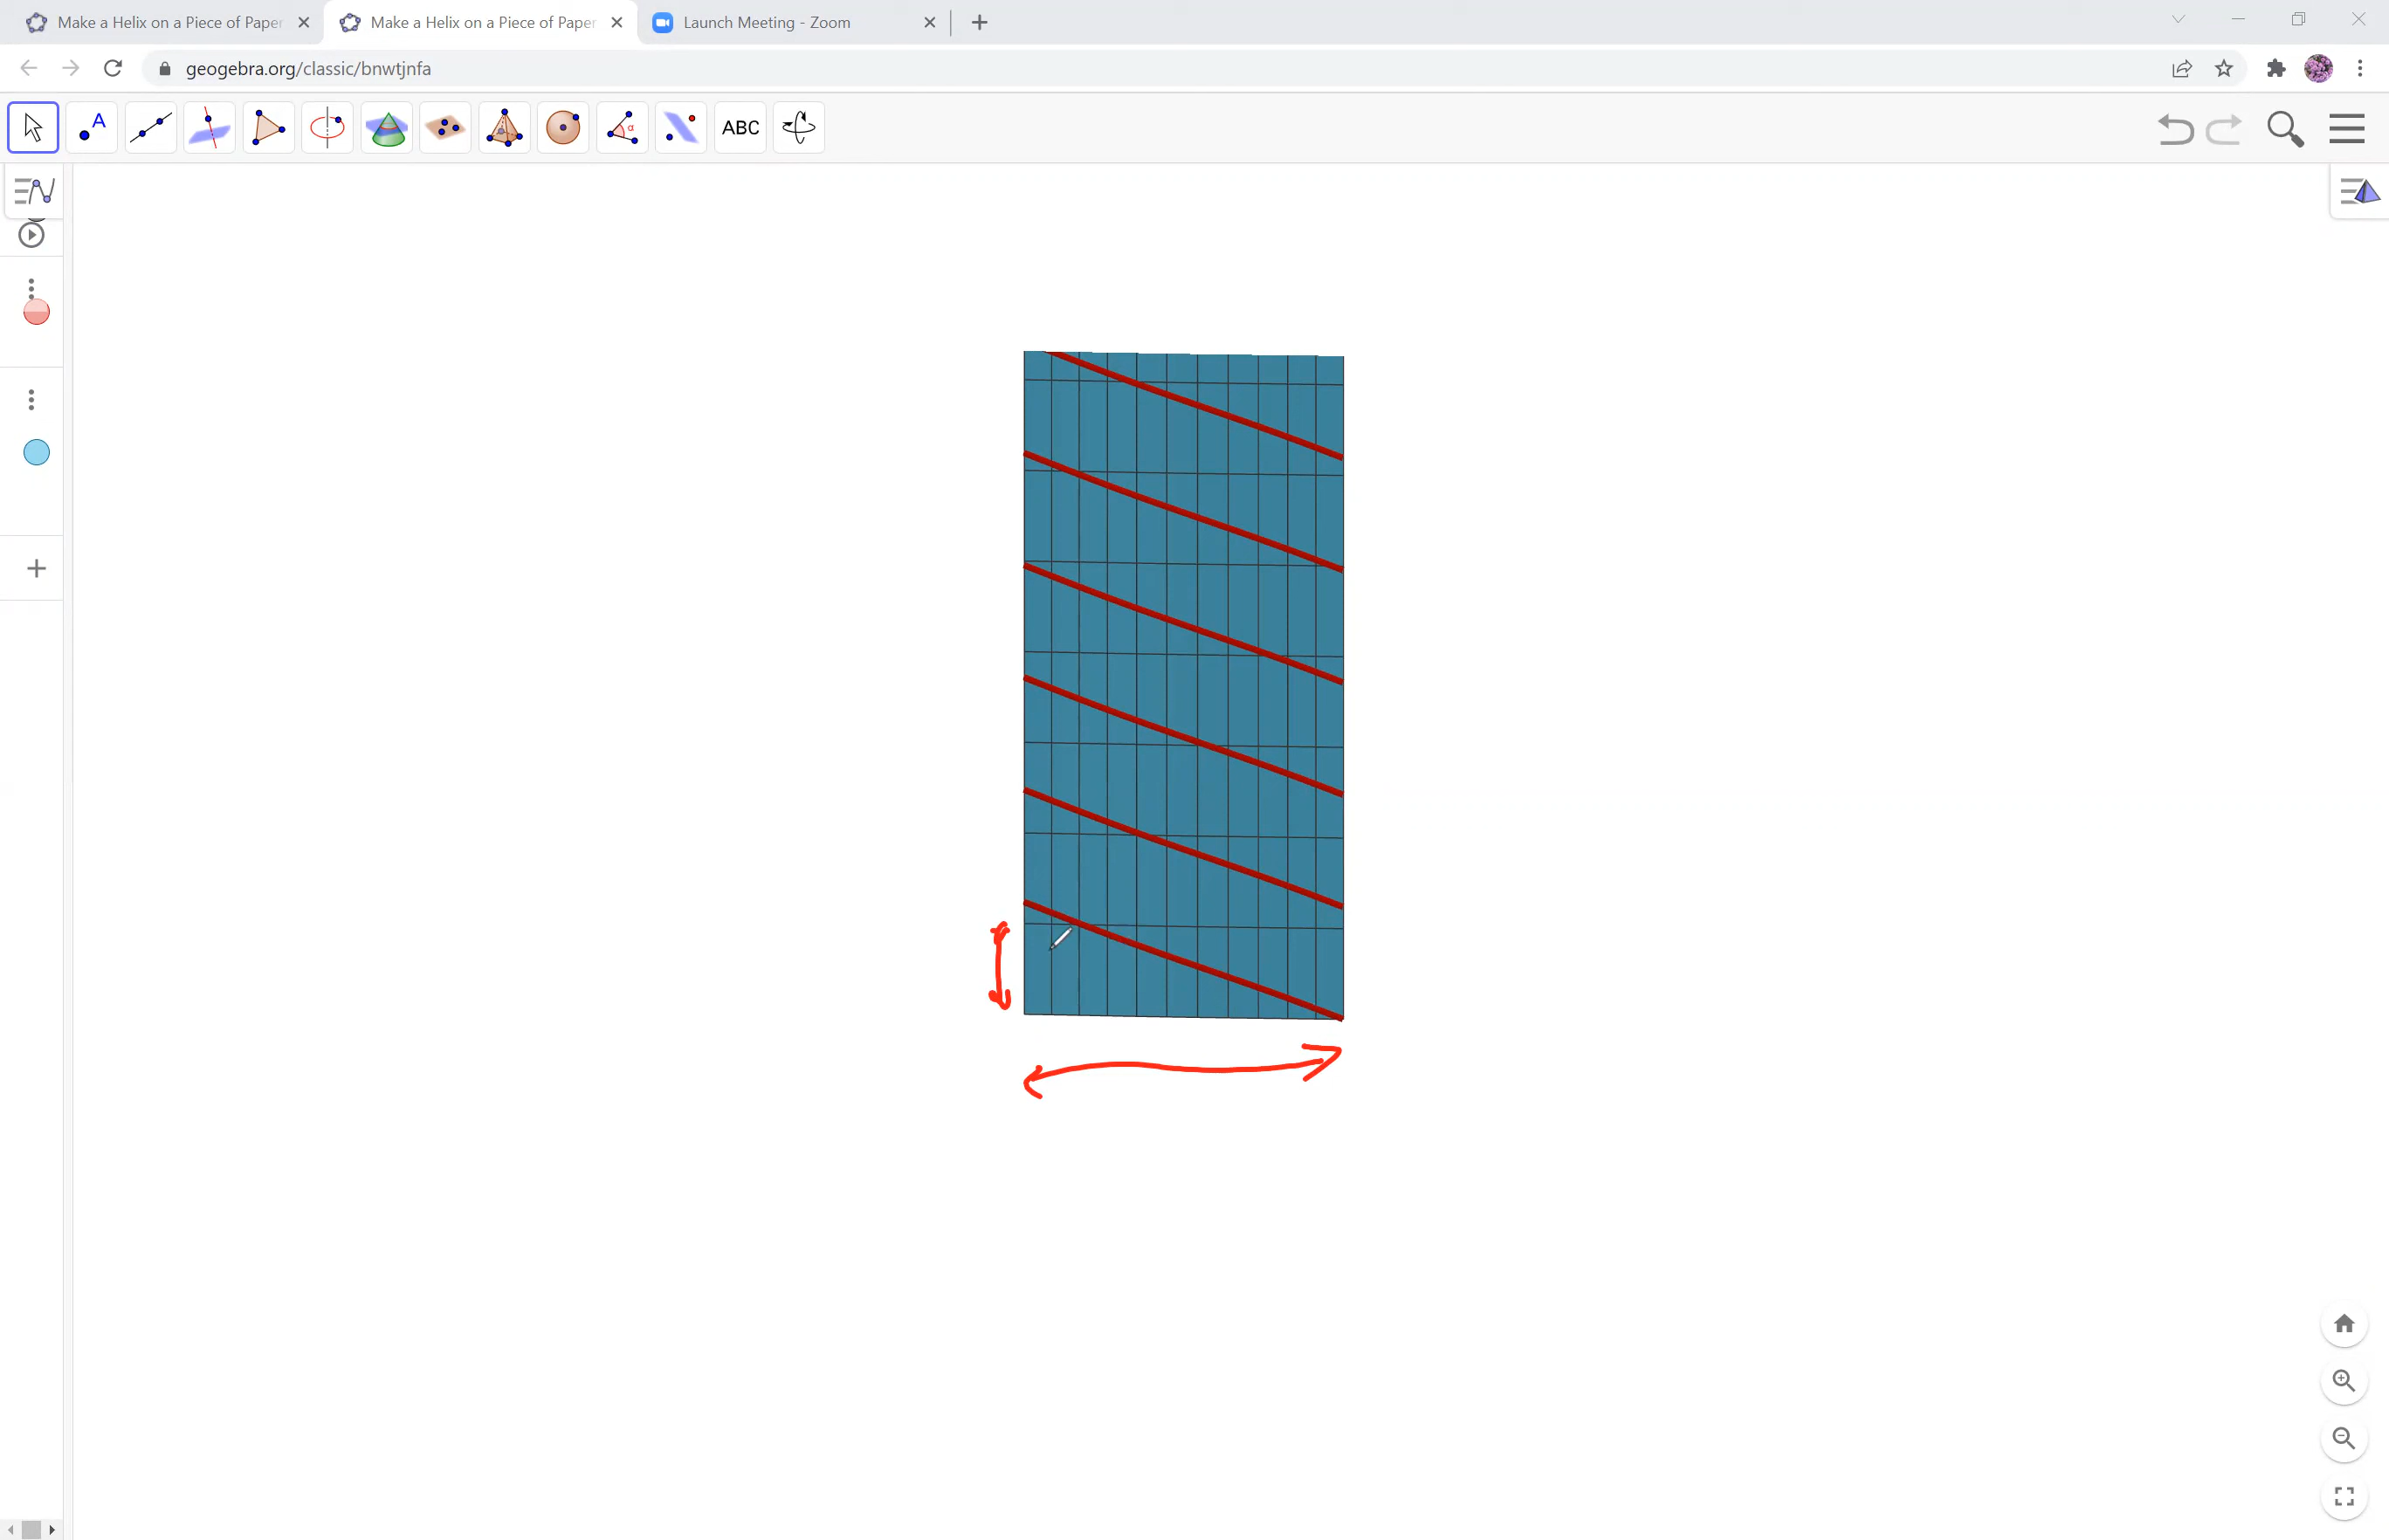 Make a Helix on a Piece of Paper
Make a Helix on a Piece of Paper
Launch Meeting - Zoom
geogebra.org/classic/bnwtjnfa
A
α
ABC